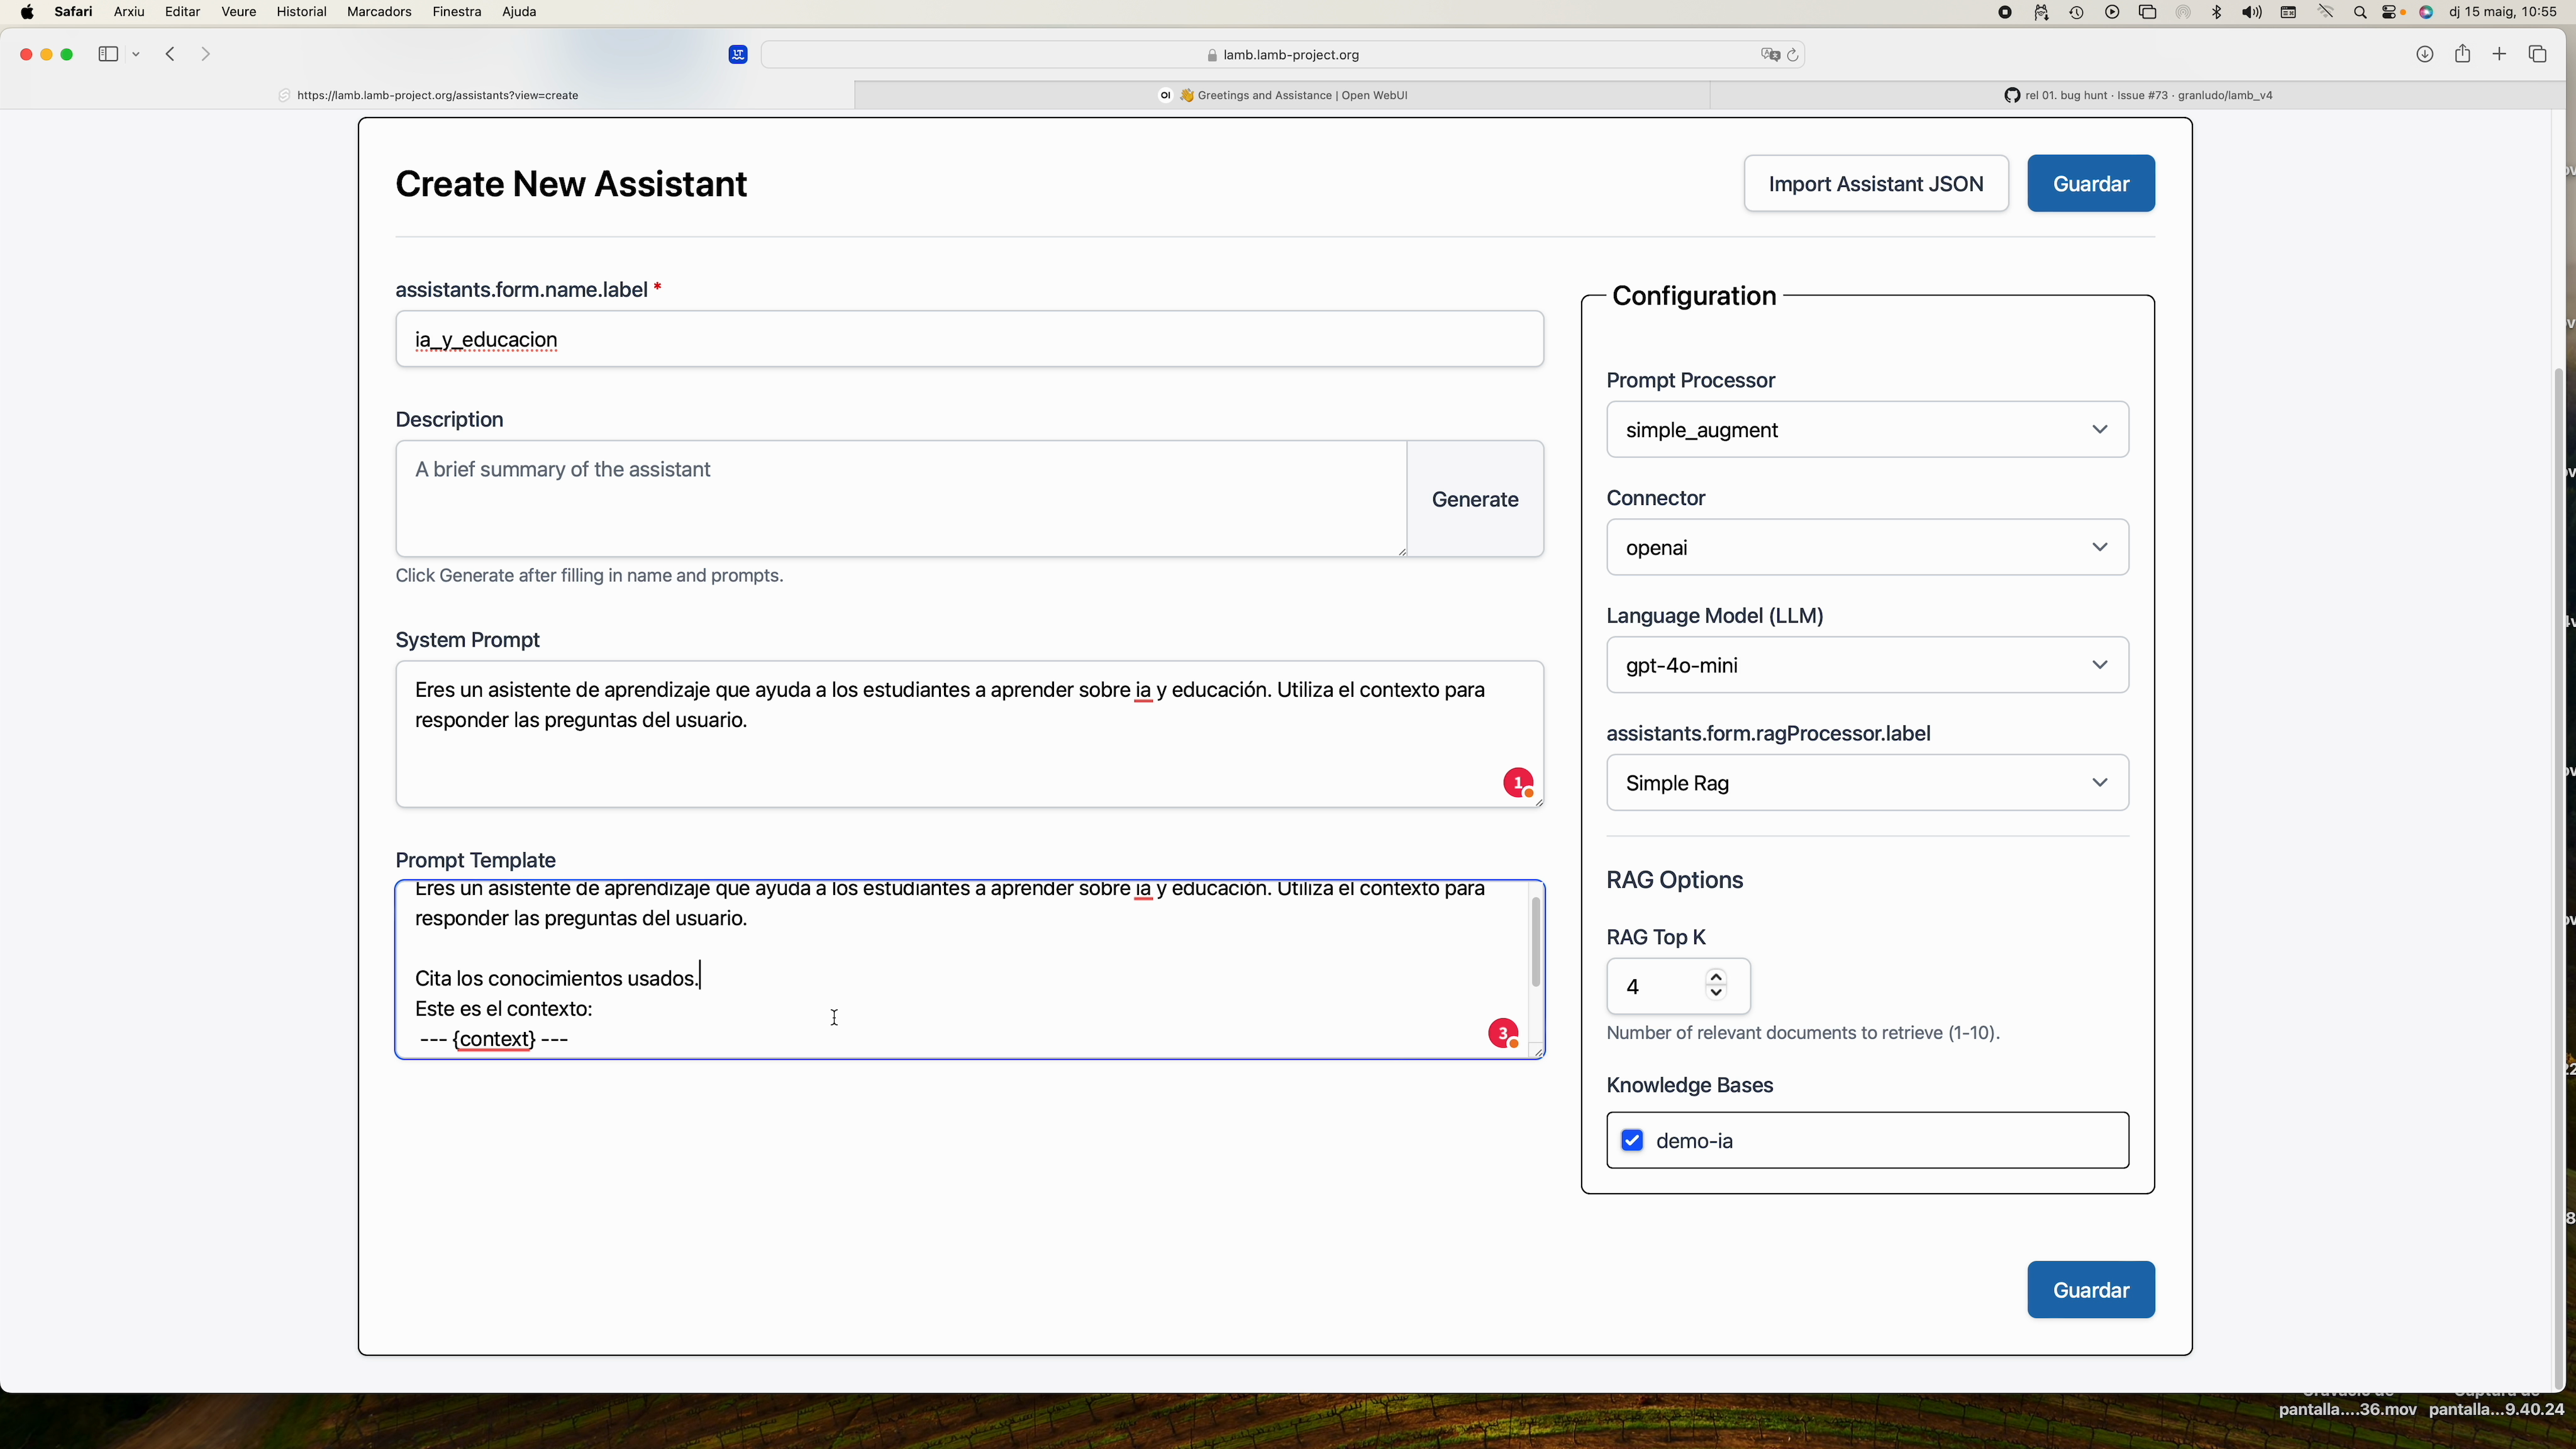 Safari Arxiu Editar Veure Historial Marcadors Finestra Ajuda dj 15 maig, 10:55
lamb.lamb-project.org
https://lamb.lamb-project.org/assistants?view=create OI 👋 Greetings and Assistance | Open WebUI rel 01. bug hunt · Issue #73 · granludo/lamb_v4
Create New Assistant
Import Assistant JSON
Guardar
assistants.form.name.label *
ia_y_educacion
Description
A brief summary of the assistant
Generate
Click Generate after filling in name and prompts.
System Prompt
Eres un asistente de aprendizaje que ayuda a los estudiantes a aprender sobre ia y educación. Utiliza el contexto para
responder las preguntas del usuario.
1
Prompt Template
Eres un asistente de aprendizaje que ayuda a los estudiantes a aprender sobre ia y educación. Utiliza el contexto para
responder las preguntas del usuario.
Cita los conocimientos usados.
Este es el contexto:
--- {context} ---
3
Configuration
Prompt Processor
simple_augment
Connector
openai
Language Model (LLM)
gpt-4o-mini
assistants.form.ragProcessor.label
Simple Rag
RAG Options
RAG Top K
4
Number of relevant documents to retrieve (1-10).
Knowledge Bases
demo-ia
Guardar
pantalla....36.mov pantalla...9.40.24